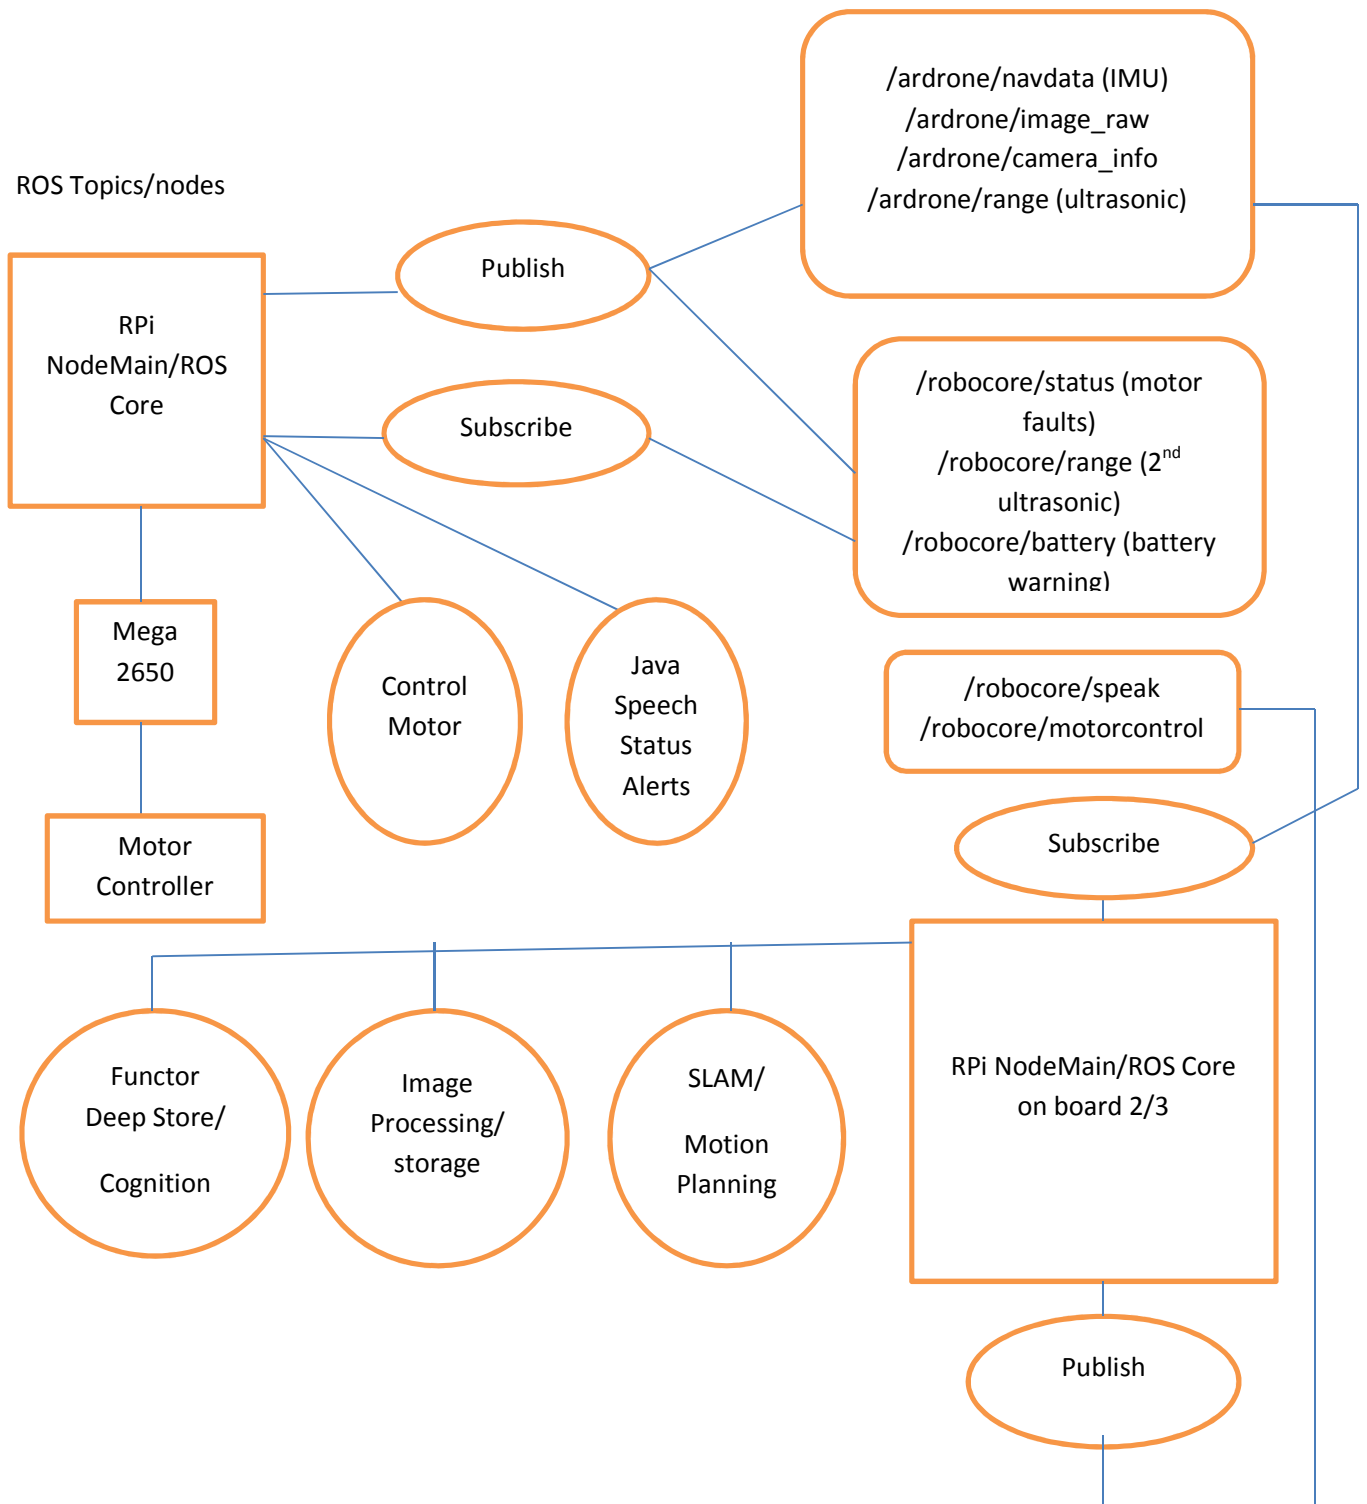 /ardrone/navdata (IMU)
/ardrone/image_raw
/ardrone/camera_info
/ardrone/range (ultrasonic)
ROS Topics/nodes
Publish
RPi
NodeMain/ROS
Core
Subscribe
/robocore/status (motor
faults)
/robocore/range (2nd
ultrasonic)
/robocore/battery (battery
warning)
Mega
2650
Control
Motor
Java
Speech
Status
Alerts
/robocore/speak
/robocore/motorcontrol
Motor
Controller
Subscribe
Functor
Deep Store/
Cognition
Image
Processing/
storage
SLAM/
Motion
Planning
RPi NodeMain/ROS Core
on board 2/3
Publish